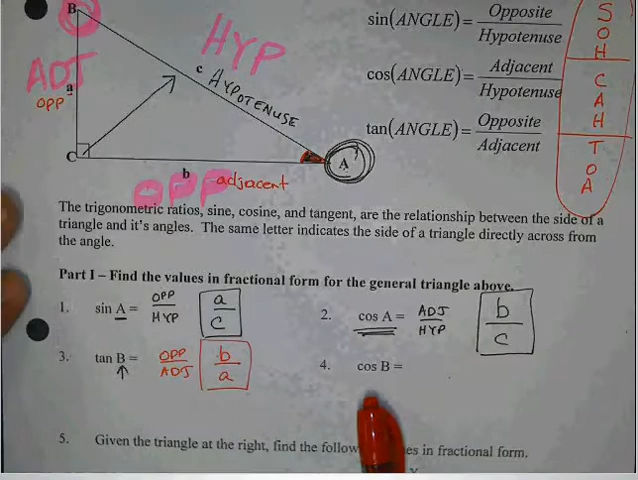 B
HYP
ADJ
a
OPP
c HYPOTENUSE
C
A
b
OPP adjacent
sin(ANGLE)= Opposite
Hypotenuse
cos(ANGLE)= Adjacent
Hypotenuse
tan(ANGLE)= Opposite
Adjacent
S
O
H
C
A
H
T
O
A
The trigonometric ratios, sine, cosine, and tangent, are the relationship between the side of a
triangle and it's angles. The same letter indicates the side of a triangle directly across from
the angle.
Part I – Find the values in fractional form for the general triangle above.
1. sin A = OPP
HYP
a
c
2. cos A = ADJ
HYP
b
c
3. tan B = OPP
ADJ
b
a
4. cos B =
5. Given the triangle at the right, find the follow es in fractional form.